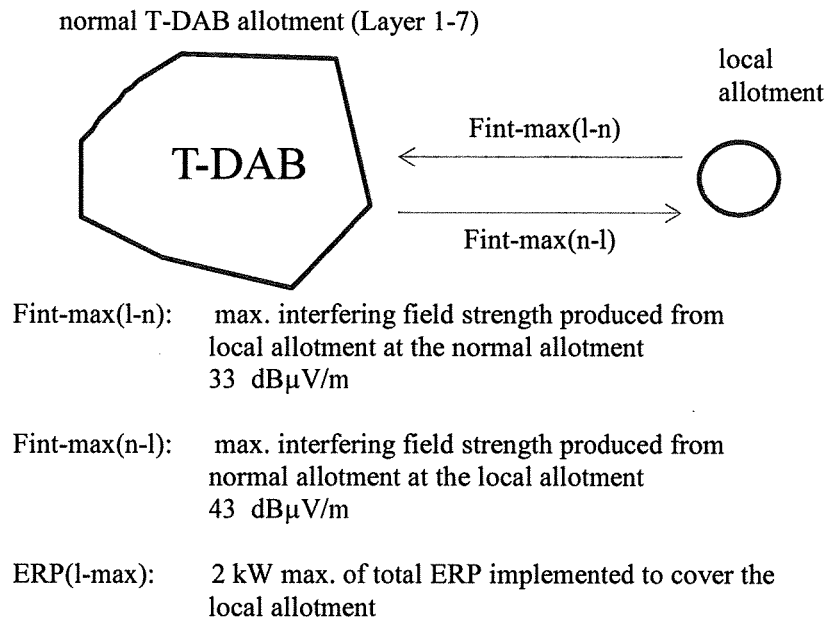 normal T-DAB allotment (Layer 1-7)
local
allotment
Fint-max(l-n)
T-DAB
Fint-max(n-l)
Fint-max(l-n): max. interfering field strength produced from
local allotment at the normal allotment
33 dBµV/m
Fint-max(n-l): max. interfering field strength produced from
normal allotment at the local allotment
43 dBµV/m
ERP(l-max): 2 kW max. of total ERP implemented to cover the
local allotment